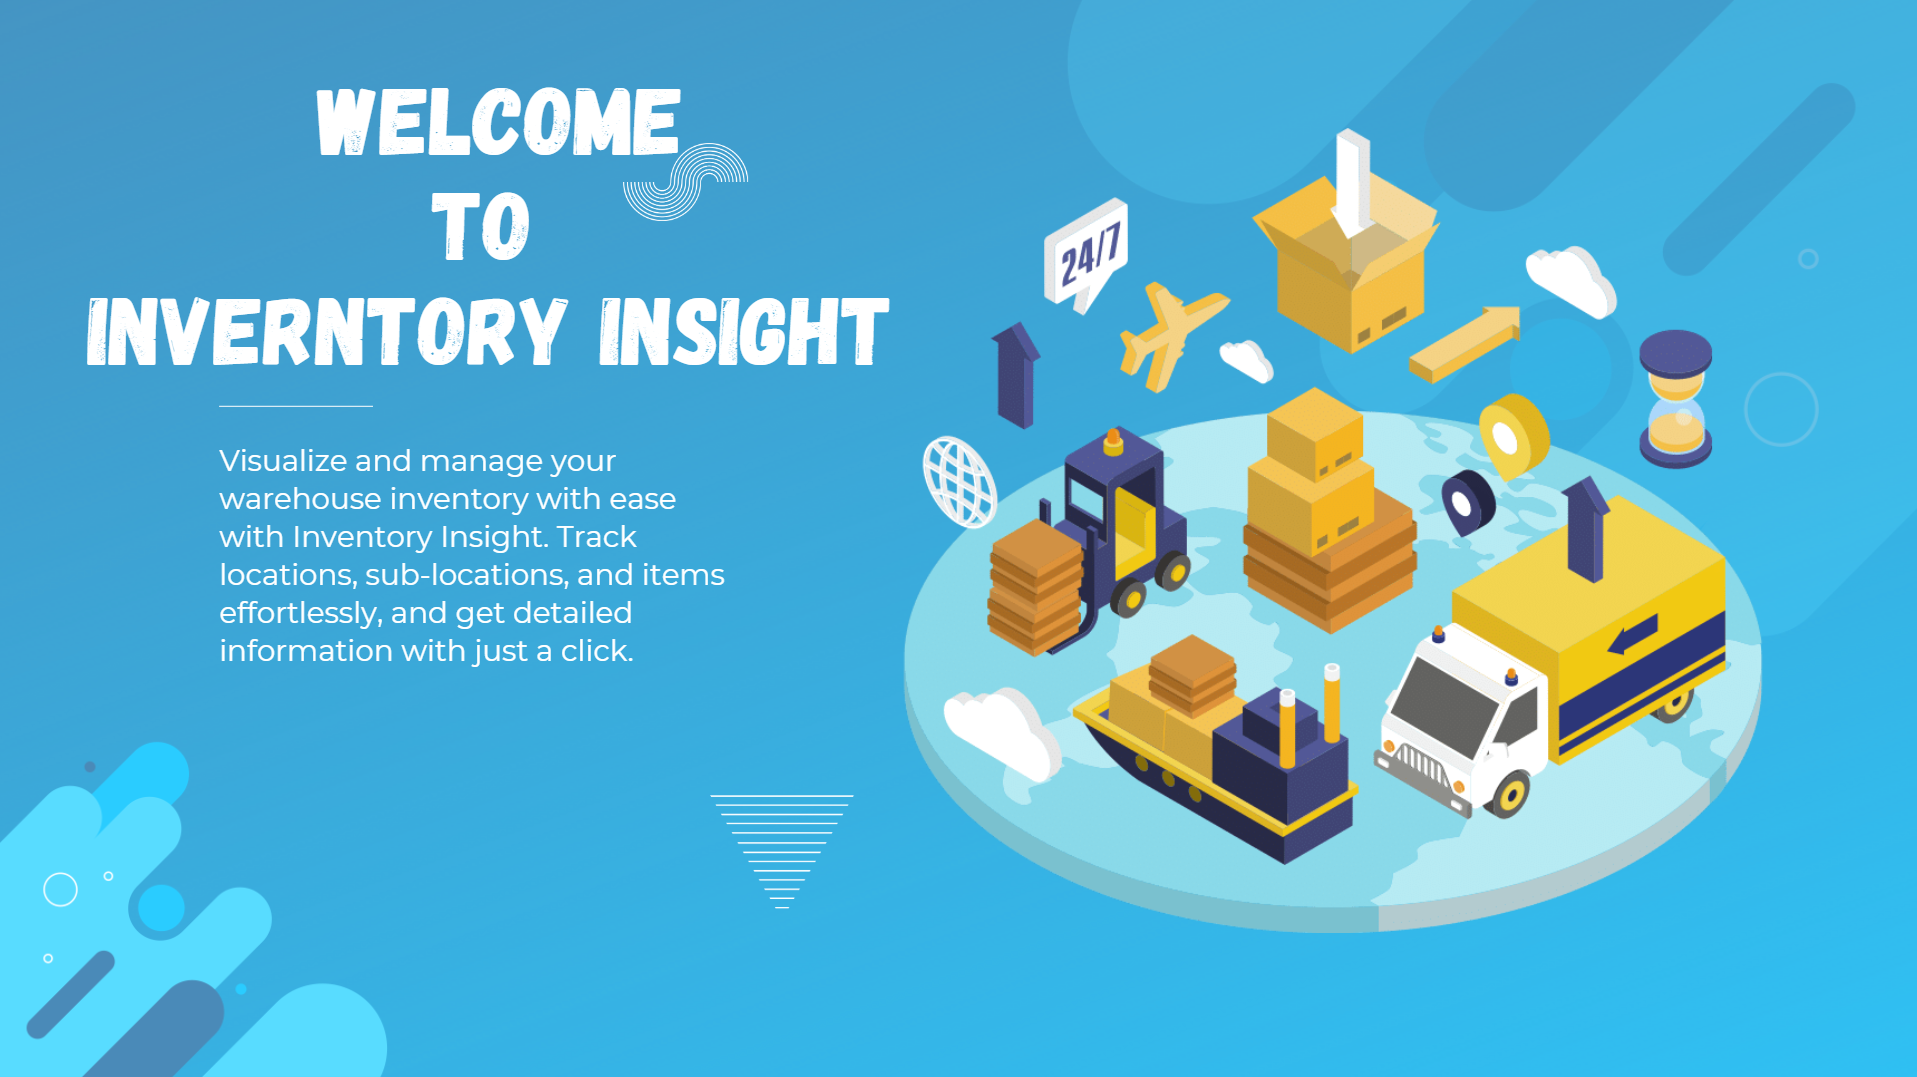 WELCOME
TO
INVERNTORY INSIGHT
Visualize and manage your
warehouse inventory with ease
with Inventory Insight. Track
locations, sub-locations, and items
effortlessly, and get detailed
information with just a click.
24/7